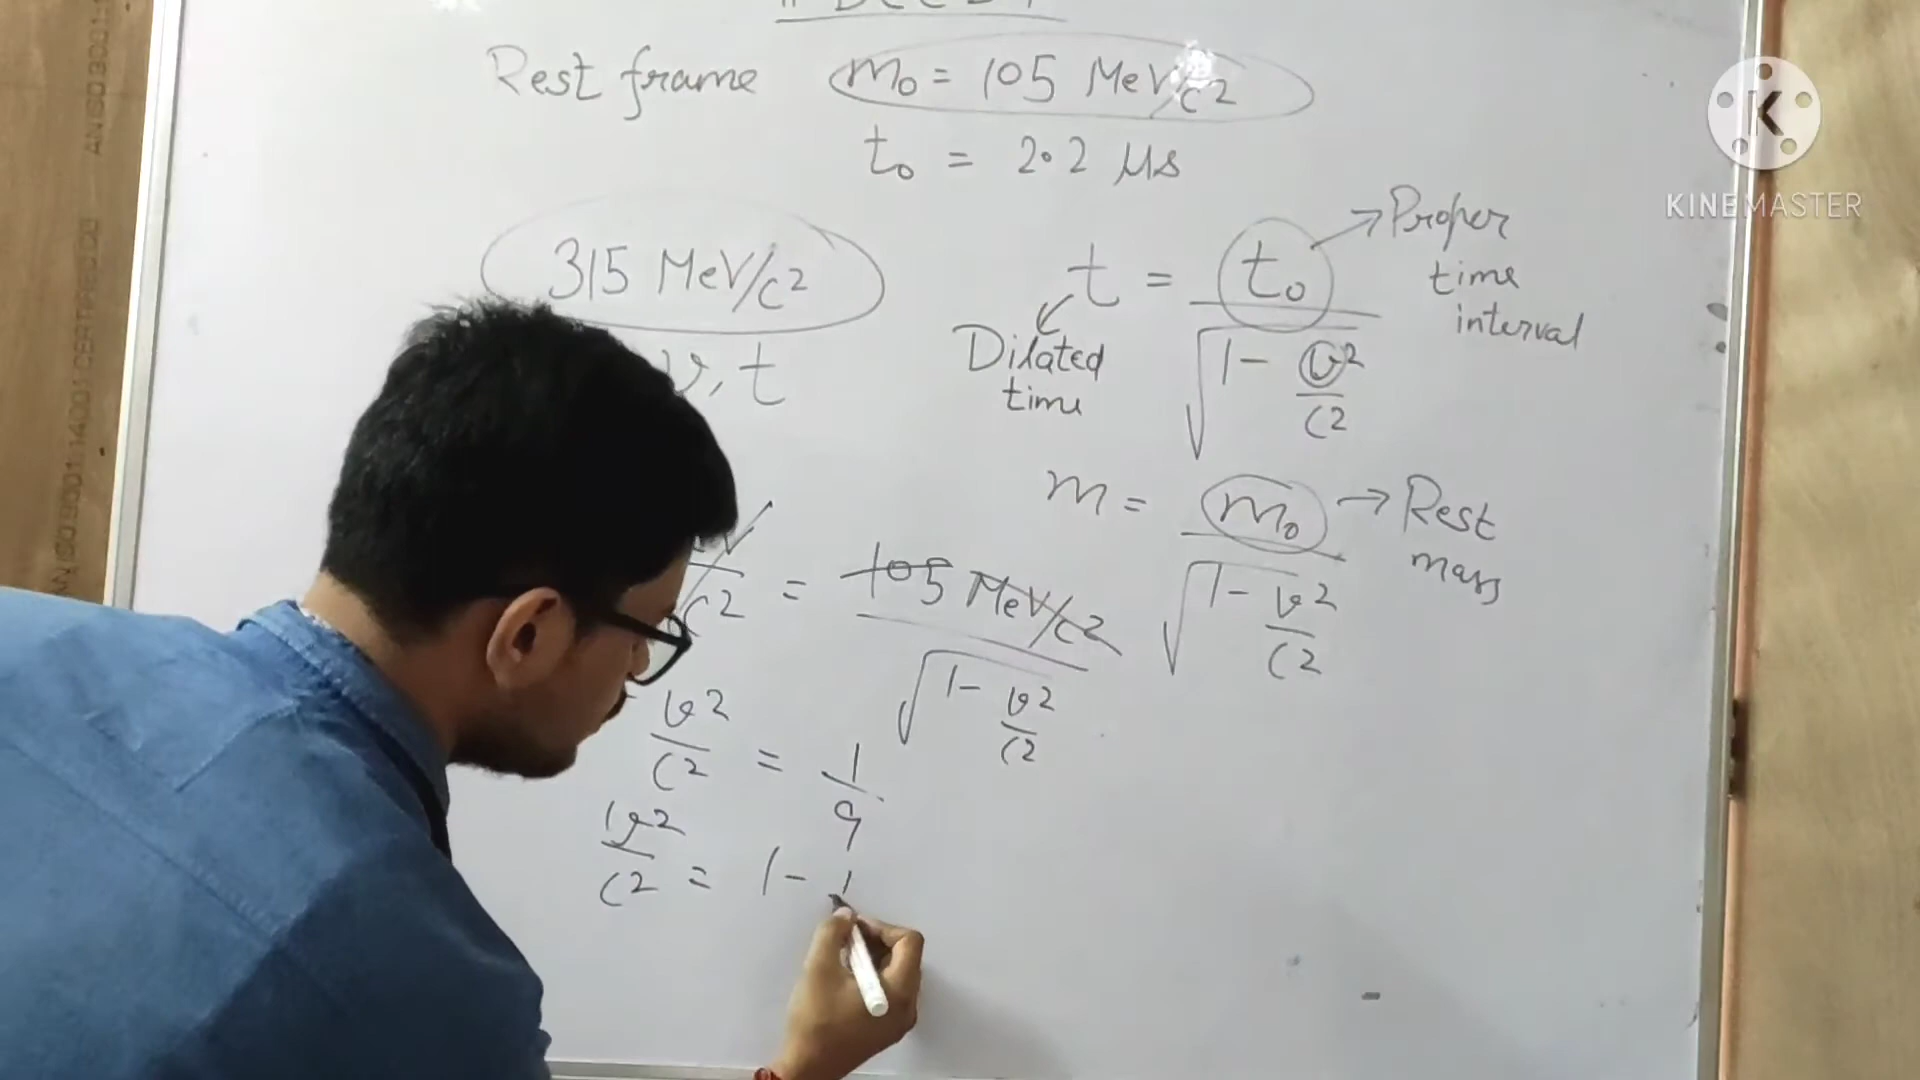 Rest frame m₀ = 105 MeV/c²
t₀ = 2.2 μs
315 MeV/c²
v, t
t = t₀ / √(1 - v²/c²)
Proper
time
interval
Dilated
time
m = m₀ / √(1 - v²/c²)
Rest
mass
c² = 105 MeV/c² / √(1 - v²/c²)
v²/c² = 1/9
v²/c² = 1 - 1
K
KINEMASTER